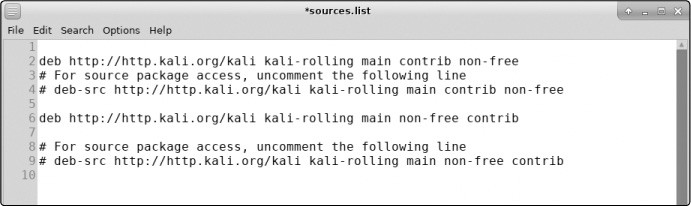 *sources.list
File Edit Search Options Help
1
2 deb http://http.kali.org/kali kali-rolling main contrib non-free
3 # For source package access, uncomment the following line
4 # deb-src http://http.kali.org/kali kali-rolling main contrib non-free
5
6 deb http://http.kali.org/kali kali-rolling main non-free contrib
7
8 # For source package access, uncomment the following line
9 # deb-src http://http.kali.org/kali kali-rolling main non-free contrib
10